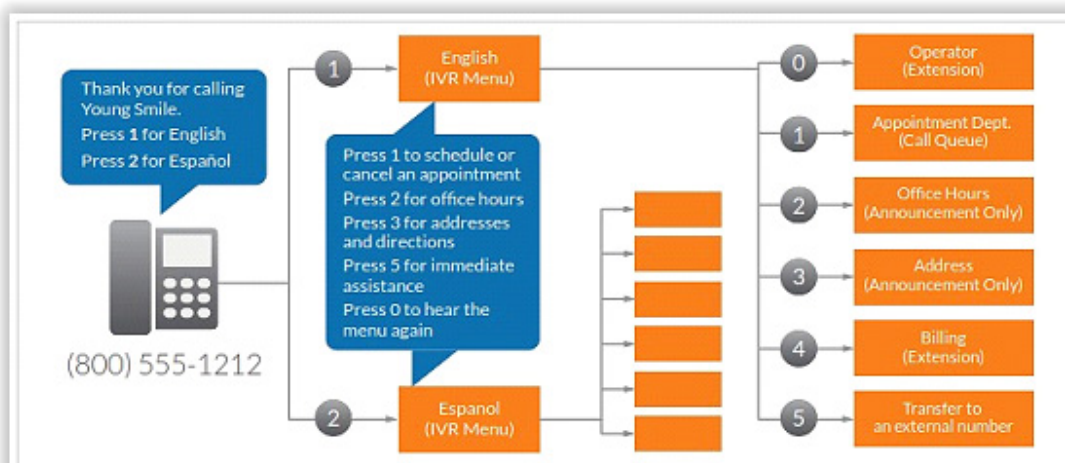 Thank you for calling
Young Smile.
Press 1 for English
Press 2 for Español
(800) 555-1212
1
English
(IVR Menu)
Press 1 to schedule or
cancel an appointment
Press 2 for office hours
Press 3 for addresses
and directions
Press 5 for immediate
assistance
Press 0 to hear the
menu again
2
Espanol
(IVR Menu)
0
Operator
(Extension)
1
Appointment Dept.
(Call Queue)
2
Office Hours
(Announcement Only)
3
Address
(Announcement Only)
4
Billing
(Extension)
5
Transfer to
an external number